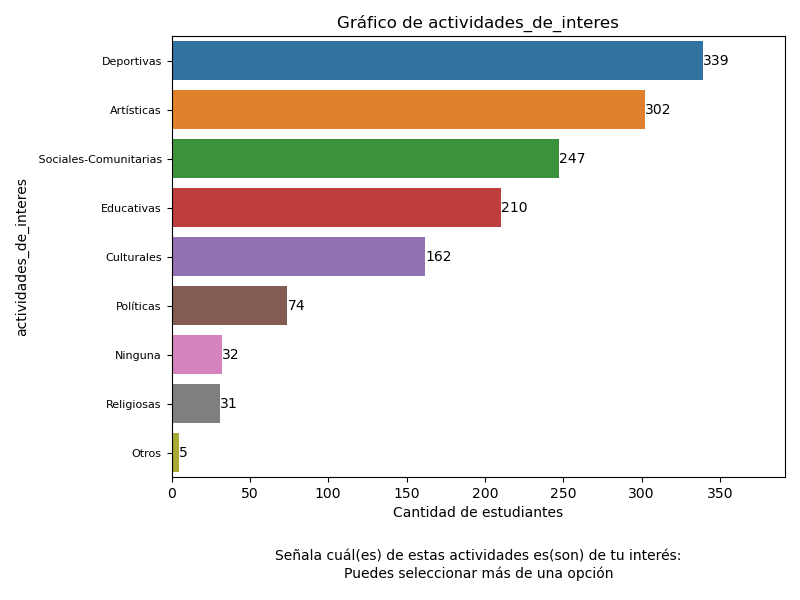 Gráfico de actividades_de_interes
Deportivas
339
Artísticas
302
Sociales-Comunitarias
247
Educativas
210
Culturales
162
Políticas
74
Ninguna
32
Religiosas
31
Otros
5
actividades_de_interes
0 50 100 150 200 250 300 350
Cantidad de estudiantes
Señala cuál(es) de estas actividades es(son) de tu interés:
Puedes seleccionar más de una opción